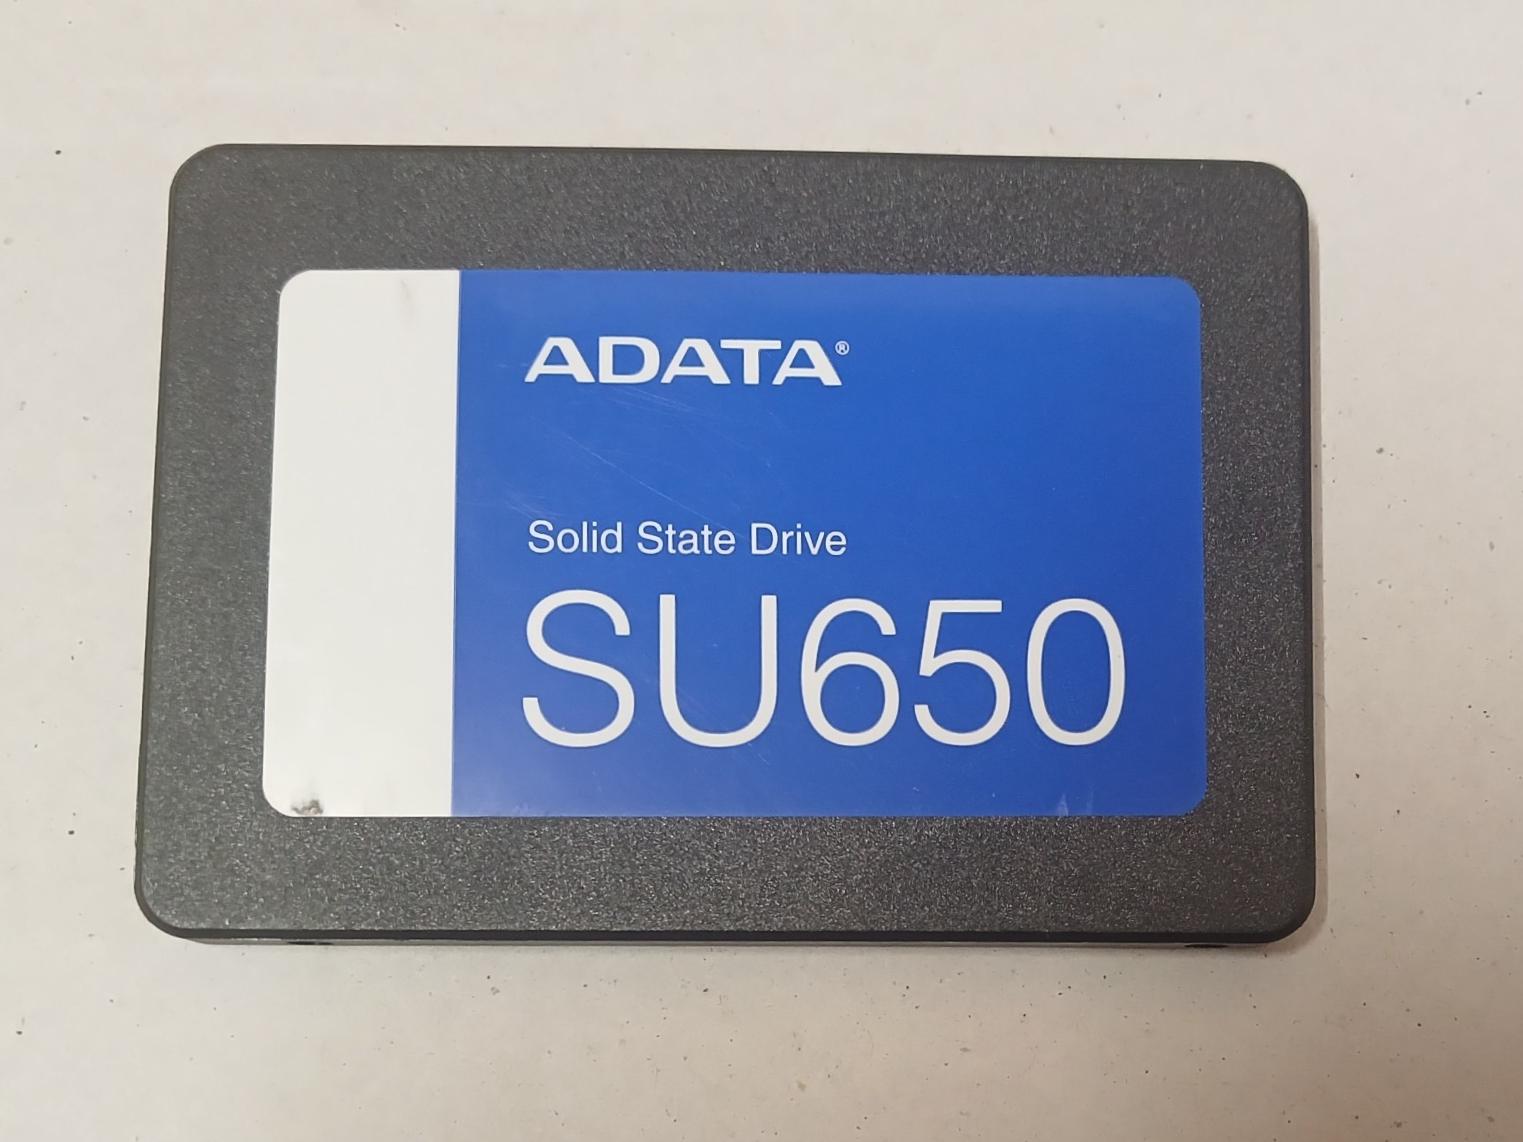 ADATA®
Solid State Drive
SU650